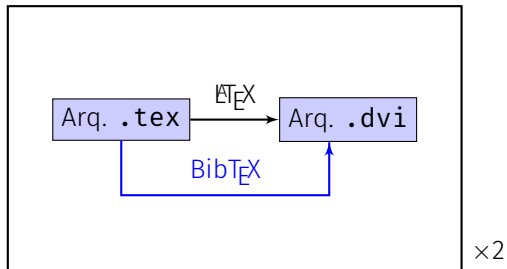 LATEX
Arq. .tex
Arq. .dvi
BibTEX
×2